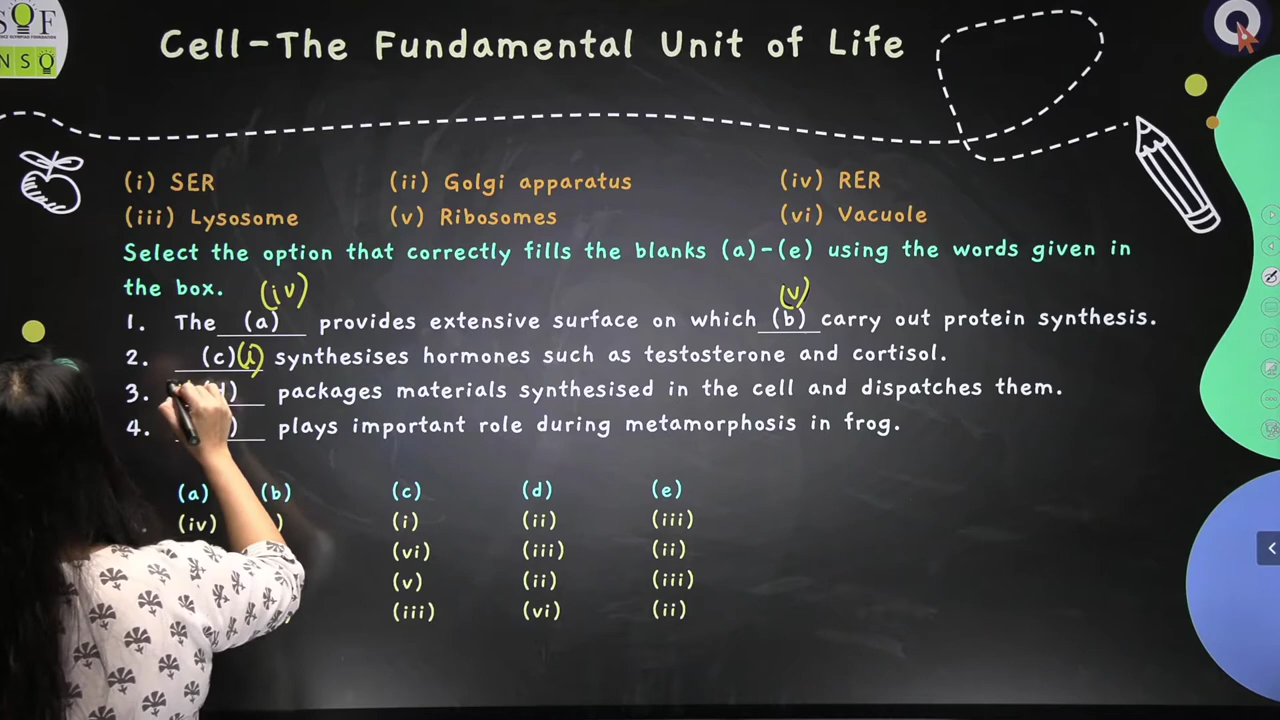 SOF
NSO
Cell-The Fundamental Unit of Life
(i) SER (ii) Golgi apparatus (iv) RER
(iii) Lysosome (v) Ribosomes (vi) Vacuole
Select the option that correctly fills the blanks (a)-(e) using the words given in
the box.
(iv) (v)
1. The (a) provides extensive surface on which (b) carry out protein synthesis.
2. (c) (i) synthesises hormones such as testosterone and cortisol.
3. packages materials synthesised in the cell and dispatches them.
4. plays important role during metamorphosis in frog.
(a) (b) (c) (d) (e)
(iv) (i) (ii) (iii)
(vi) (iii) (ii)
(v) (ii) (iii)
(iii) (vi) (ii)